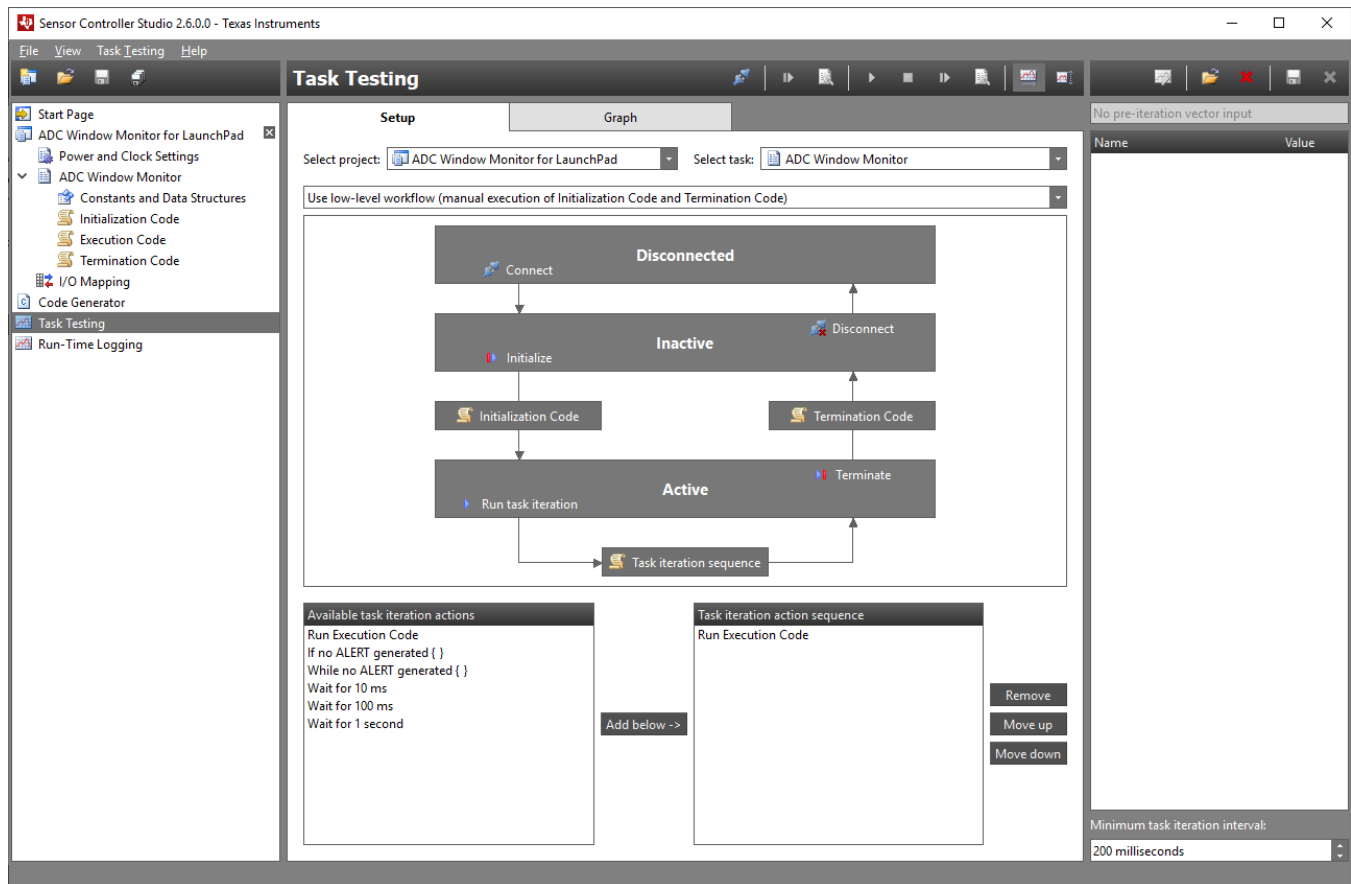 Sensor Controller Studio 2.6.0.0 - Texas Instruments
File View Task Testing Help
Task Testing
Start Page
ADC Window Monitor for LaunchPad
Power and Clock Settings
ADC Window Monitor
Constants and Data Structures
Initialization Code
Execution Code
Termination Code
I/O Mapping
Code Generator
Task Testing
Run-Time Logging
Setup
Graph
Select project: ADC Window Monitor for LaunchPad
Select task: ADC Window Monitor
Use low-level workflow (manual execution of Initialization Code and Termination Code)
Disconnected
Connect
Disconnect
Inactive
Initialize
Initialization Code
Termination Code
Terminate
Active
Run task iteration
Task iteration sequence
Available task iteration actions
Run Execution Code
If no ALERT generated { }
While no ALERT generated { }
Wait for 10 ms
Wait for 100 ms
Wait for 1 second
Add below ->
Task iteration action sequence
Run Execution Code
Remove
Move up
Move down
No pre-iteration vector input
Name Value
Minimum task iteration interval:
200 milliseconds